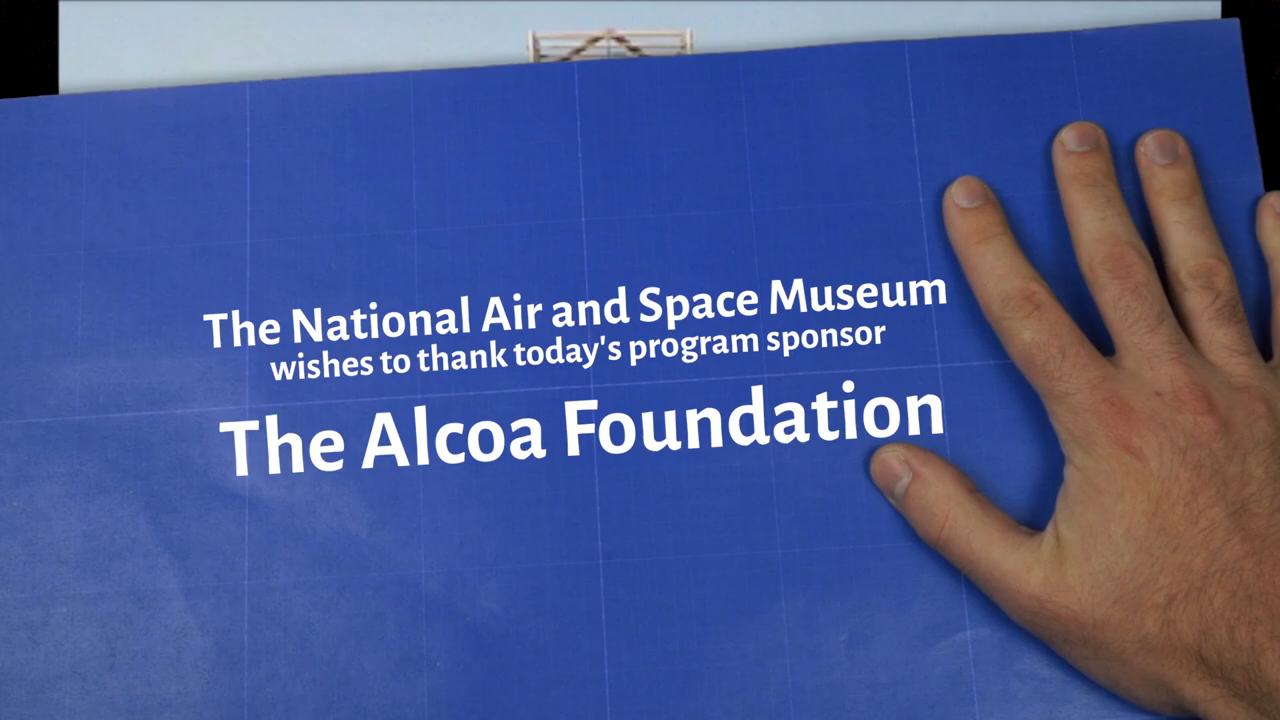 The National Air and Space Museum
wishes to thank today's program sponsor
The Alcoa Foundation